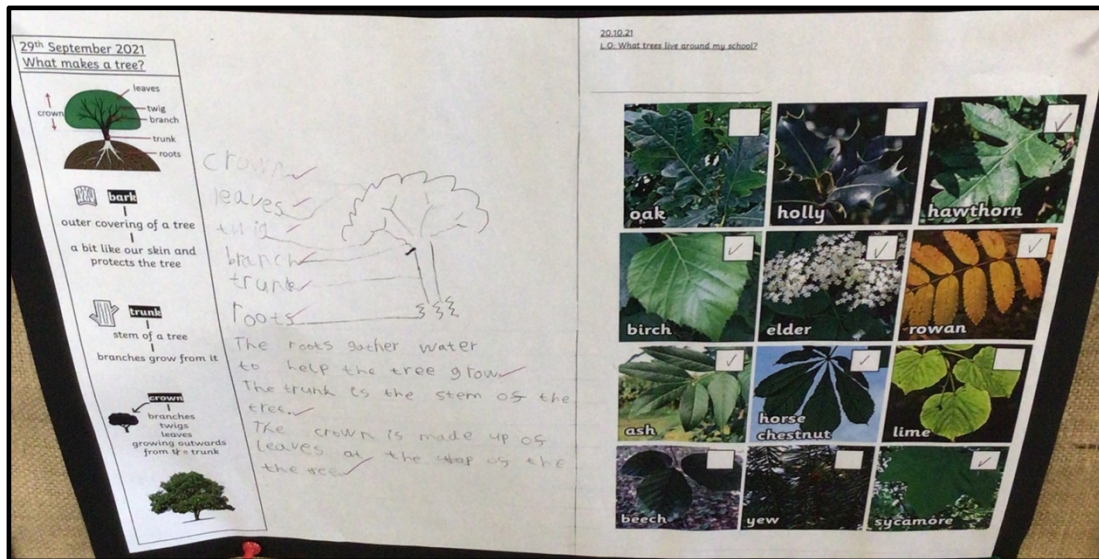 29th September 2021
What makes a tree?
leaves
crown
twig
branch
trunk
roots
bark
outer covering of a tree
a bit like our skin and
protects the tree
trunk
stem of a tree
branches grow from it
crown
branches
twigs
leaves
growing outwards
from the trunk
crown
leaves
twig
branch
trunk
roots
The roots gather water
to help the tree grow
The trunk is the stem of the
tree.
The crown is made up of
leaves at the top of the
the ree
20.10.21
L.O: What trees live around my school?
oak
holly
hawthorn
birch
elder
rowan
ash
horse
chestnut
lime
beech
yew
sycamore